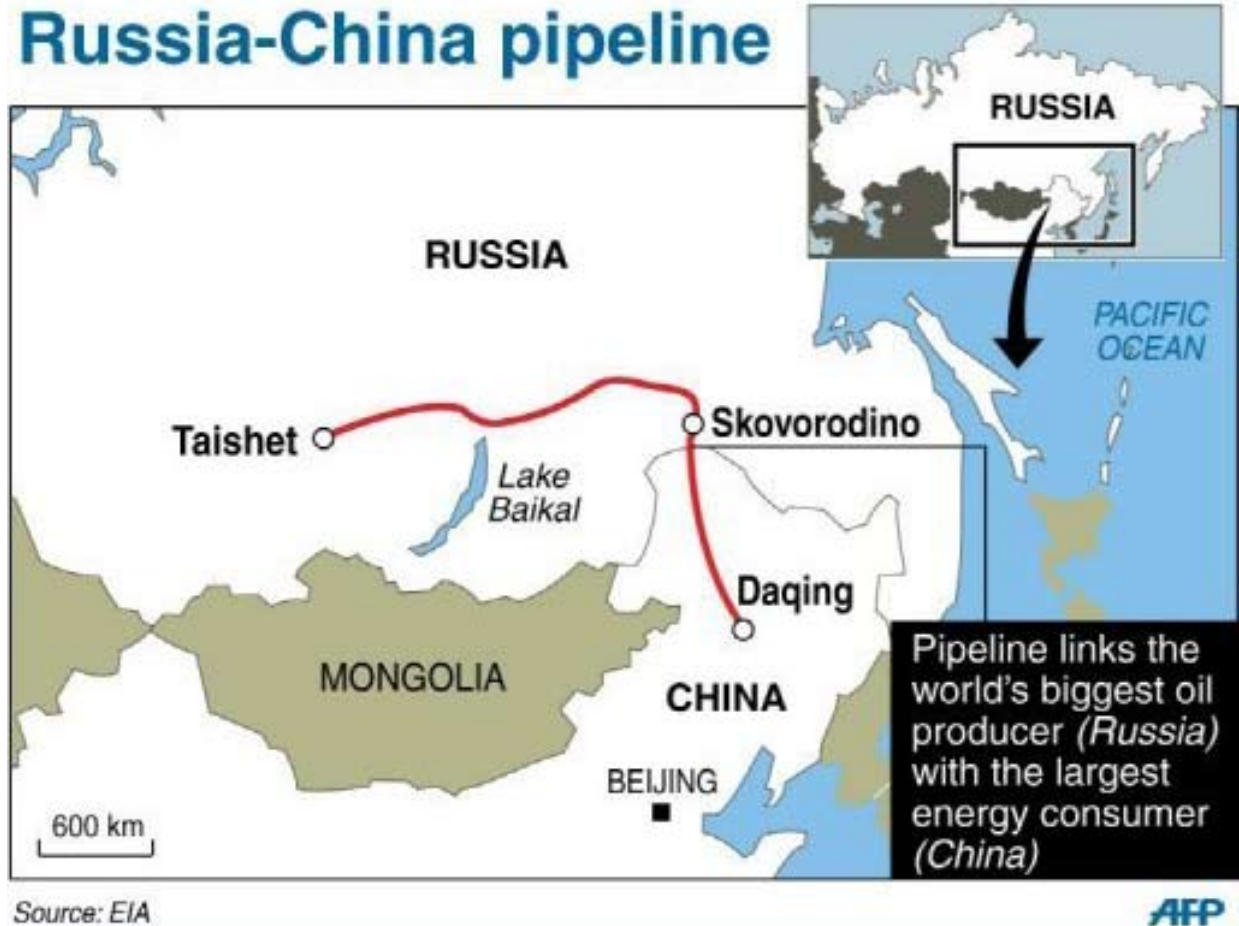 Russia-China pipeline
RUSSIA
RUSSIA
PACIFIC
OCEAN
Taishet
Skovorodino
Lake
Baikal
Daqing
MONGOLIA
CHINA
BEIJING
600 km
Pipeline links the
world's biggest oil
producer (Russia)
with the largest
energy consumer
(China)
Source: EIA
AFP